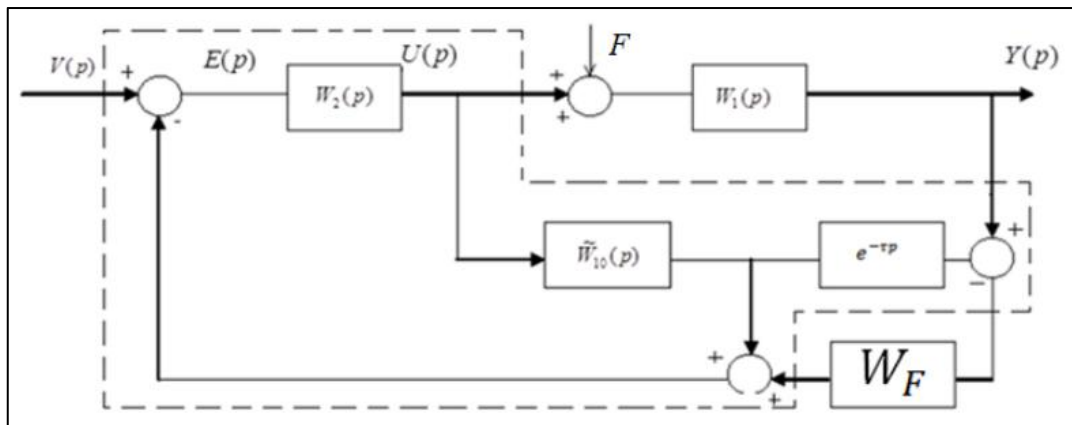 V(p)
+
E(p)
W₂(p)
U(p)
F
+
+
W₁(p)
Y(p)
-
W̃₁₀(p)
e^{-τp}
+
−
+
+
W_F